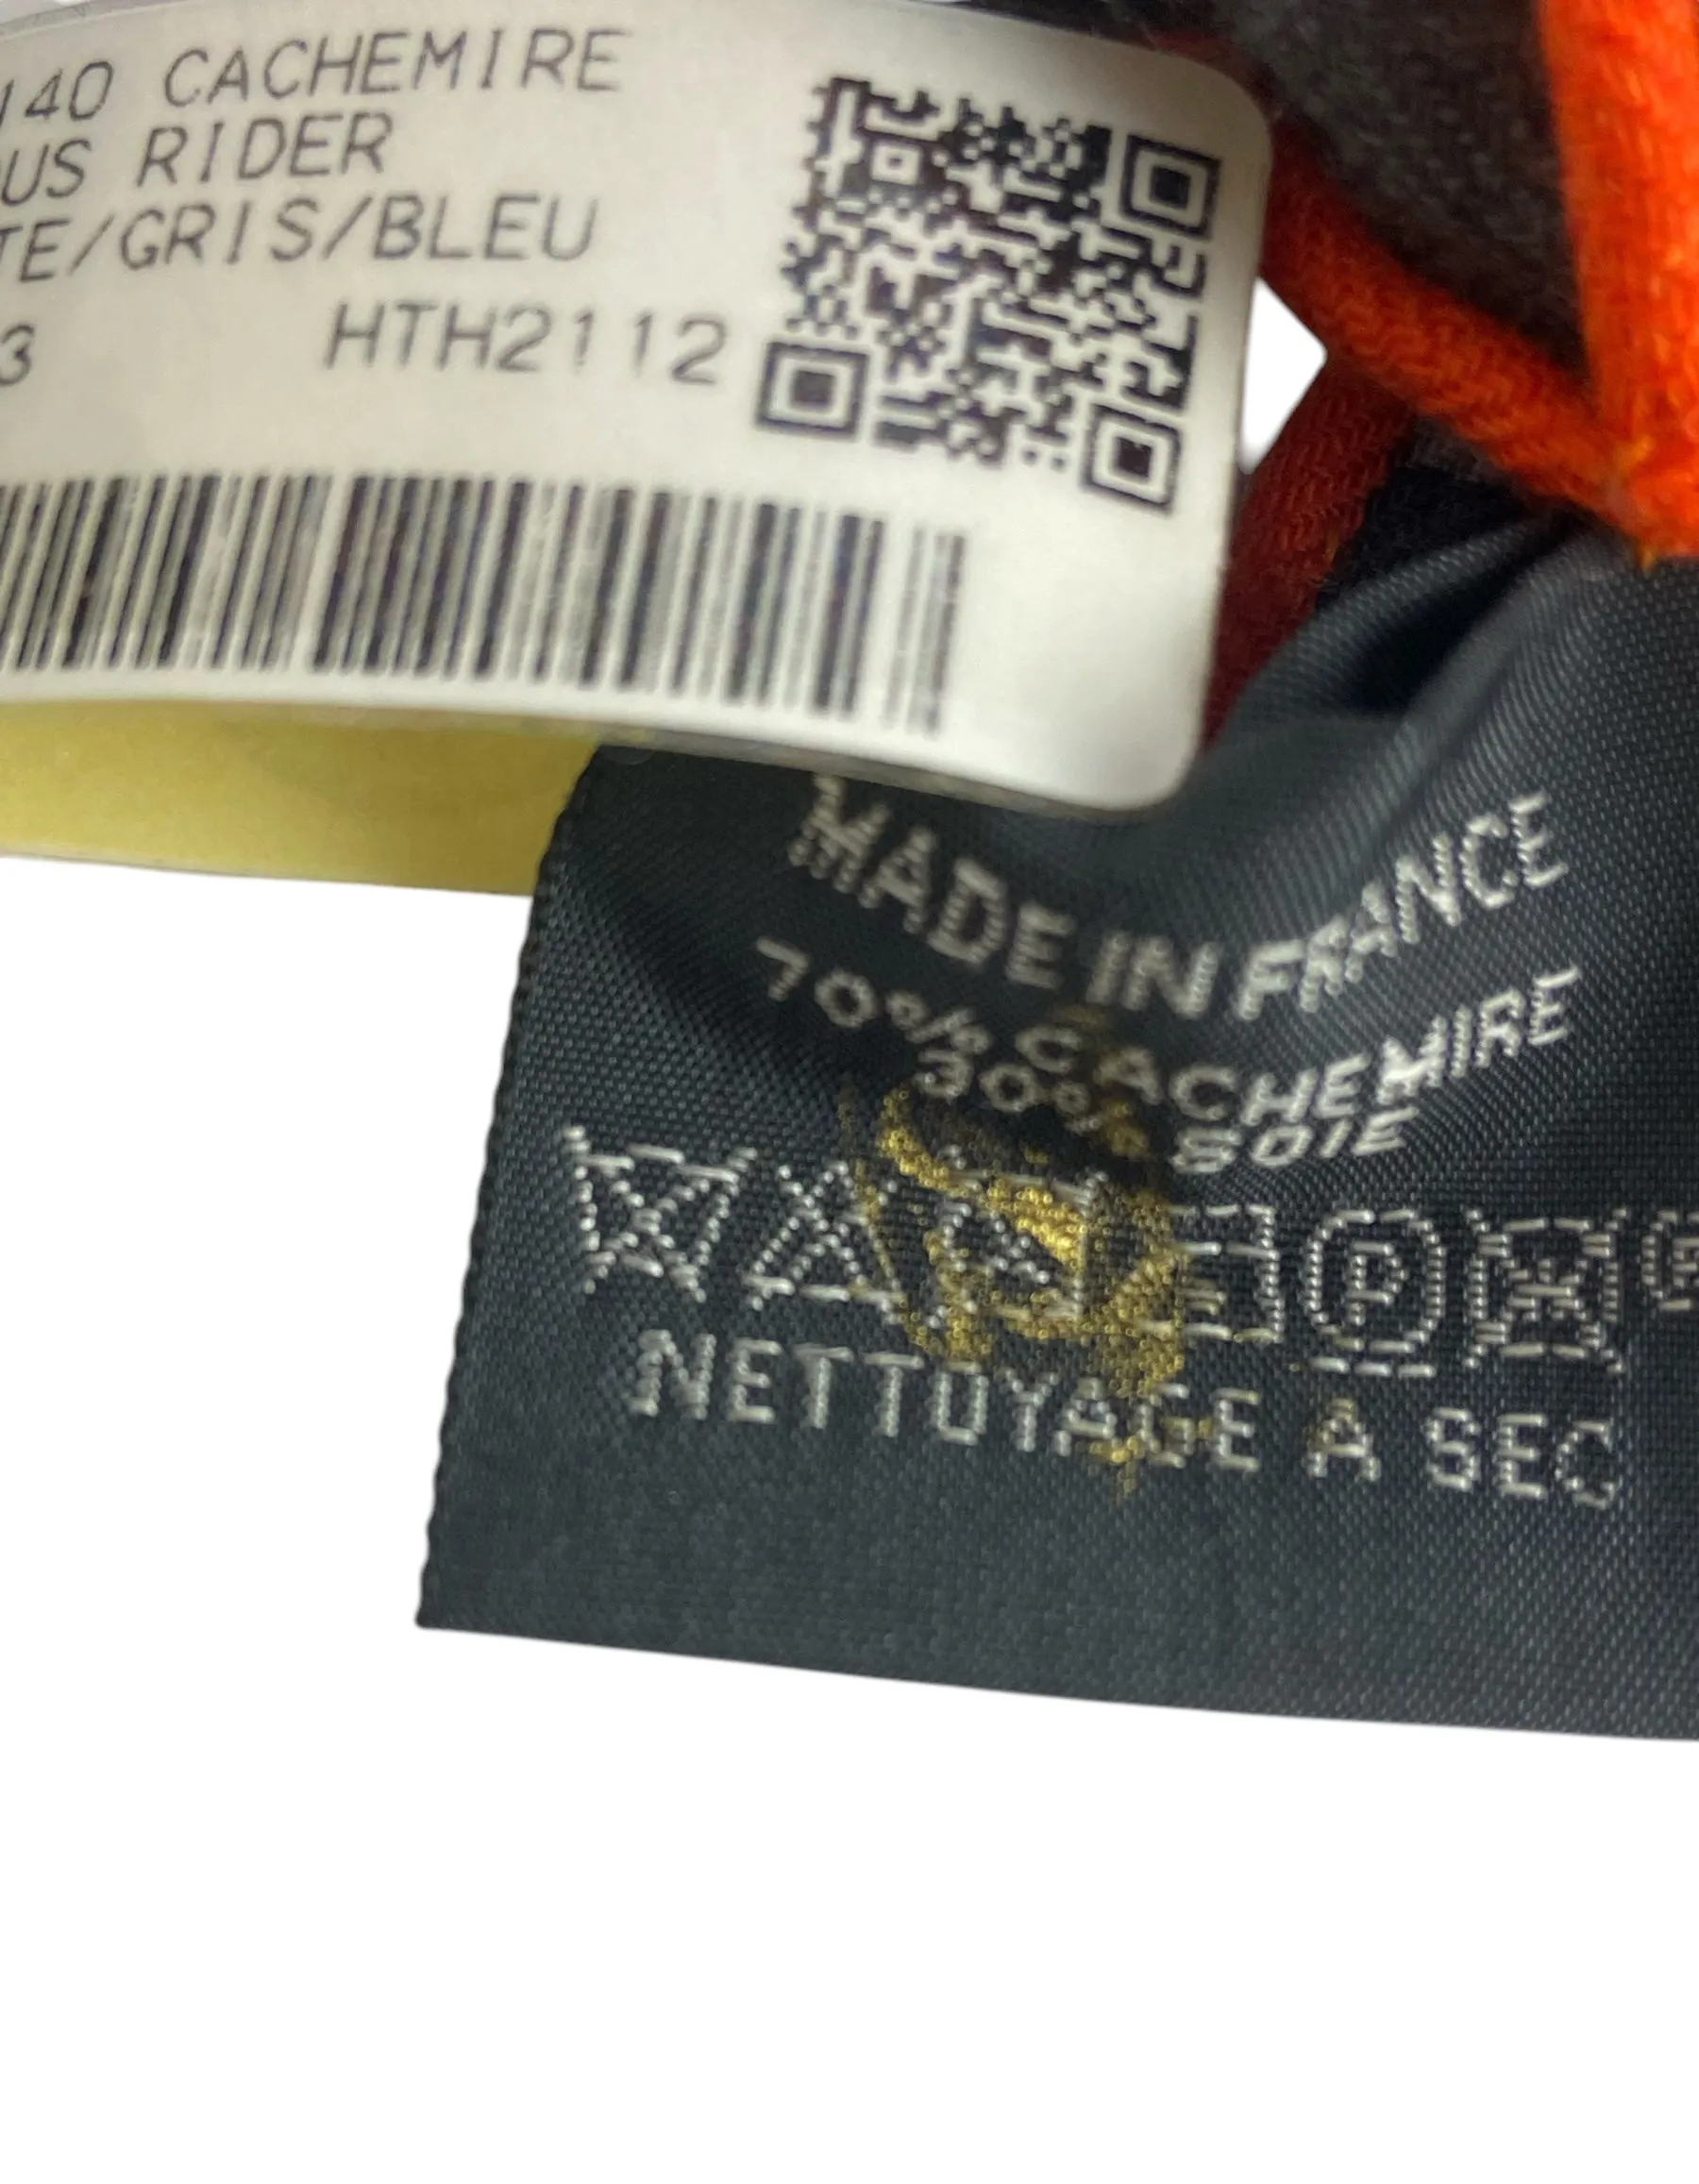 140 CACHEMIRE
US RIDER
TE/GRIS/BLEU
3 HTH2112
MADE IN FRANCE
70% CACHEMIRE
30% SOIE
P
NETTOYAGE A SEC